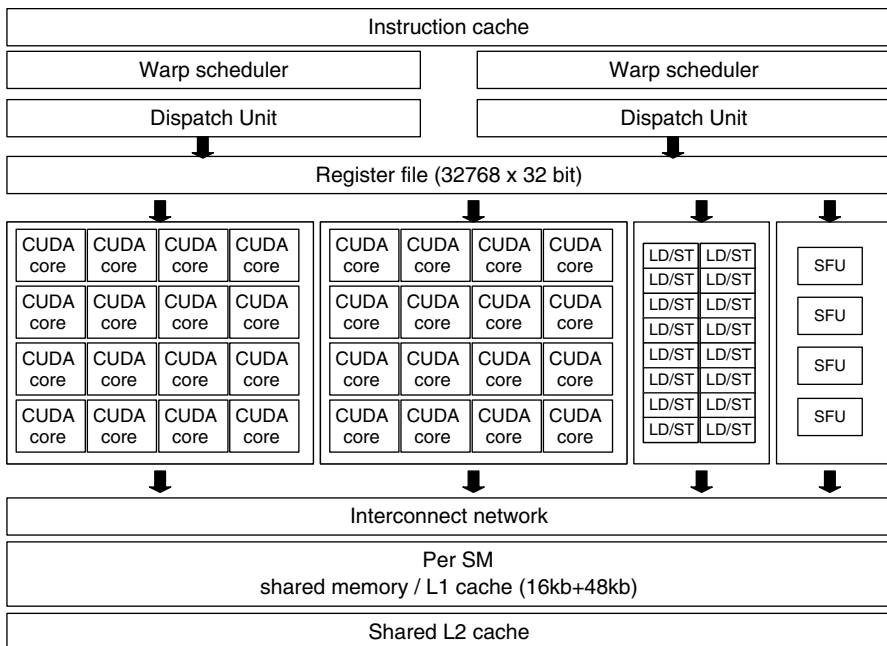 Instruction cache
Warp scheduler
Warp scheduler
Dispatch Unit
Dispatch Unit
Register file (32768 x 32 bit)
CUDA CUDA CUDA CUDA
core core core core
CUDA CUDA CUDA CUDA
core core core core
CUDA CUDA CUDA CUDA
core core core core
CUDA CUDA CUDA CUDA
core core core core
CUDA CUDA CUDA CUDA
core core core core
CUDA CUDA CUDA CUDA
core core core core
CUDA CUDA CUDA CUDA
core core core core
CUDA CUDA CUDA CUDA
core core core core
LD/ST LD/ST
LD/ST LD/ST
LD/ST LD/ST
LD/ST LD/ST
LD/ST LD/ST
LD/ST LD/ST
LD/ST LD/ST
LD/ST LD/ST
SFU
SFU
SFU
SFU
Interconnect network
Per SM
shared memory / L1 cache (16kb+48kb)
Shared L2 cache